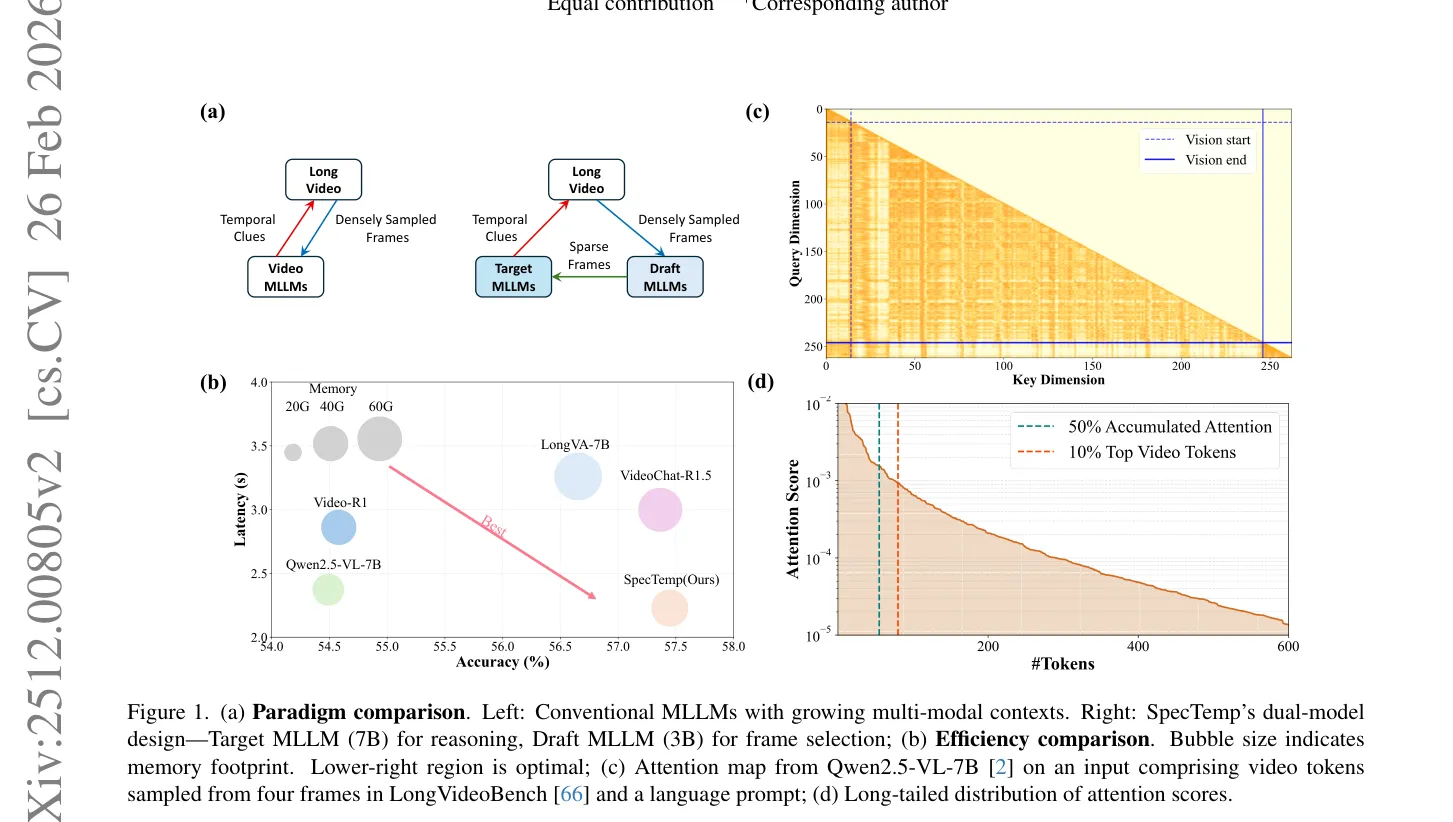 Equal contribution Corresponding author
Xiv:2512.00805v2 [cs.CV] 26 Feb 2026
(a)
Long
Video
Temporal
Clues
Densely Sampled
Frames
Video
MLLMs
Long
Video
Temporal
Clues
Densely Sampled
Frames
Sparse
Frames
Target
MLLMs
Draft
MLLMs
(b)
4.0
3.5
3.0
2.5
2.0
Latency (s)
Memory
20G 40G 60G
LongVA-7B
VideoChat-R1.5
Video-R1
Best
Qwen2.5-VL-7B
SpecTemp(Ours)
54.0 54.5 55.0 55.5 56.0 56.5 57.0 57.5 58.0
Accuracy (%)
(c)
0
50
100
150
200
250
Query Dimension
Vision start
Vision end
0 50 100 150 200 250
Key Dimension
(d)
10−2
10−3
10−4
10−5
Attention Score
50% Accumulated Attention
10% Top Video Tokens
200 400 600
#Tokens
Figure 1. (a) Paradigm comparison. Left: Conventional MLLMs with growing multi-modal contexts. Right: SpecTemp's dual-model
design—Target MLLM (7B) for reasoning, Draft MLLM (3B) for frame selection; (b) Efficiency comparison. Bubble size indicates
memory footprint. Lower-right region is optimal; (c) Attention map from Qwen2.5-VL-7B [2] on an input comprising video tokens
sampled from four frames in LongVideoBench [66] and a language prompt; (d) Long-tailed distribution of attention scores.